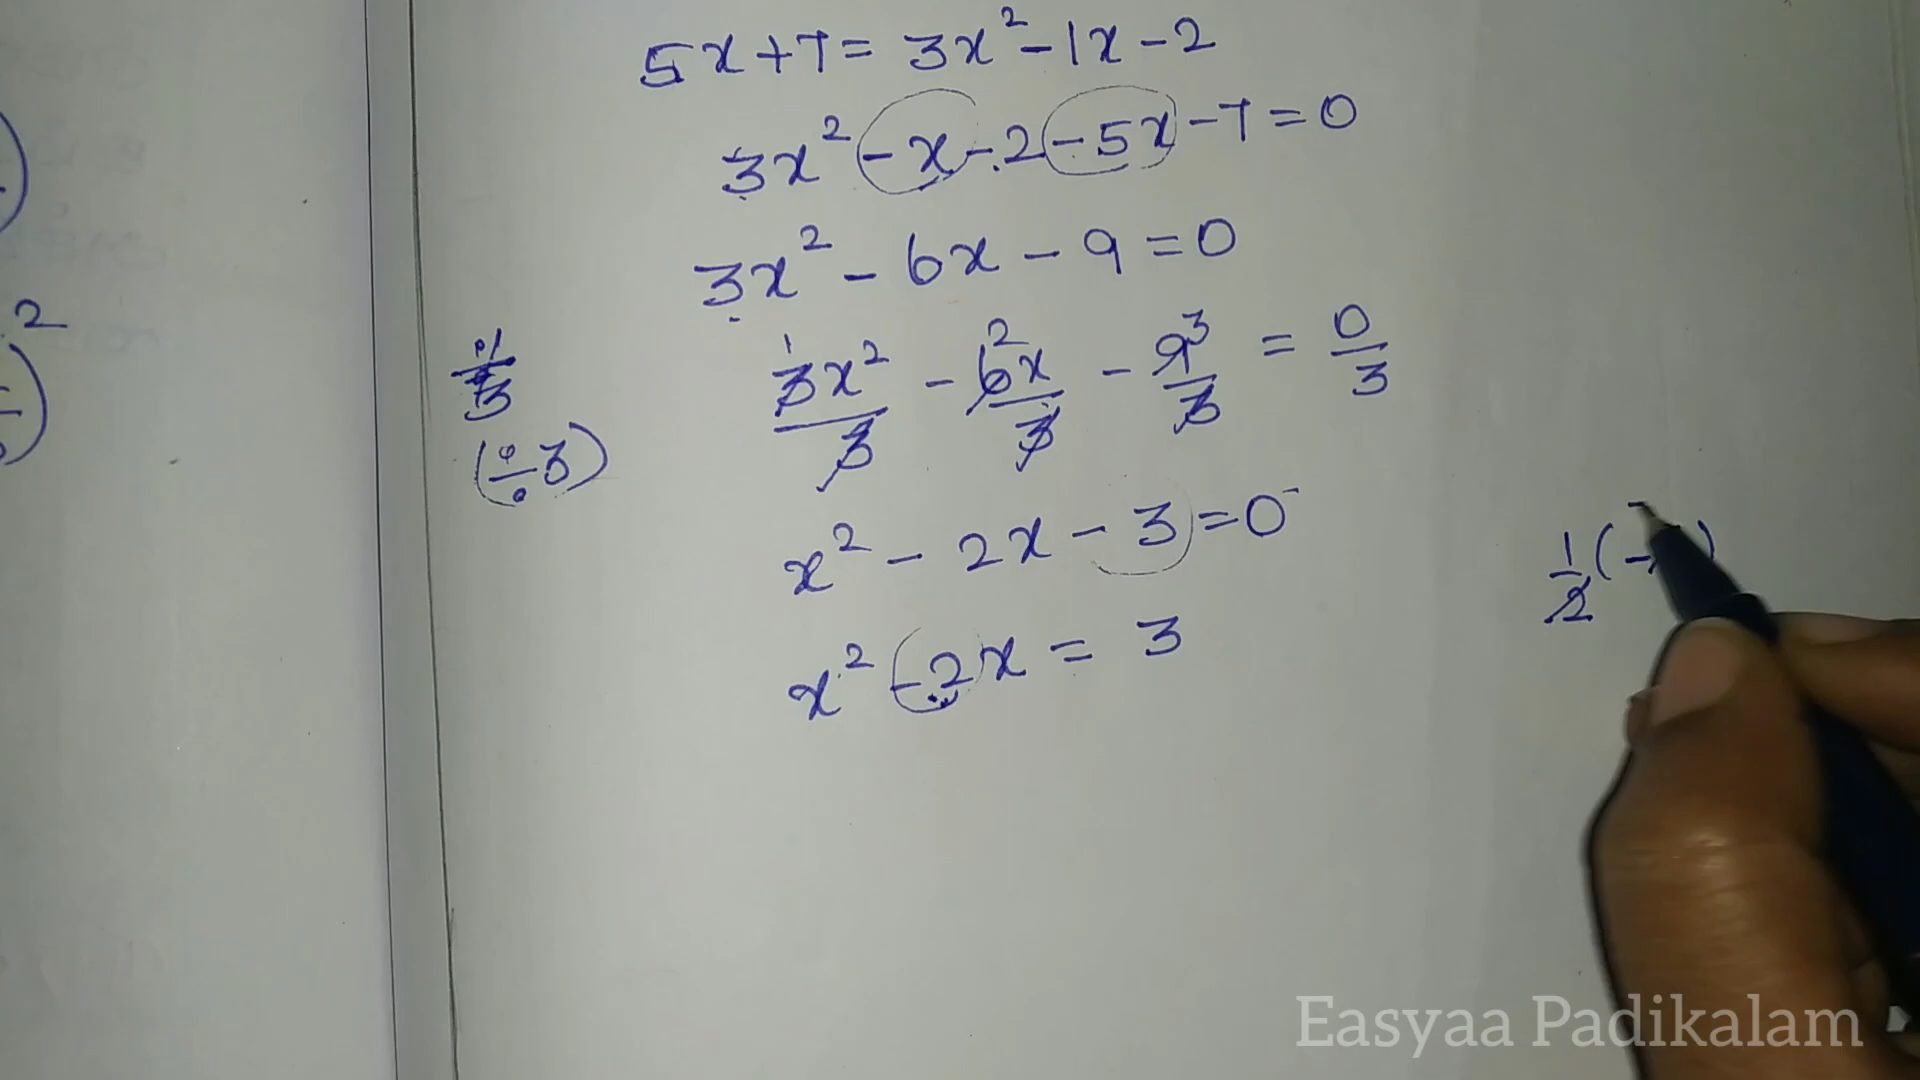 5x+7= 3x²-1x-2
3x²-x-2-5x-7=0
3x²-6x-9=0
(÷3) 3x²/3 - 6x/3 - 9/3 = 0/3
x²-2x-3=0
x²-2x=3
1/2(-
Easyaa Padikalam